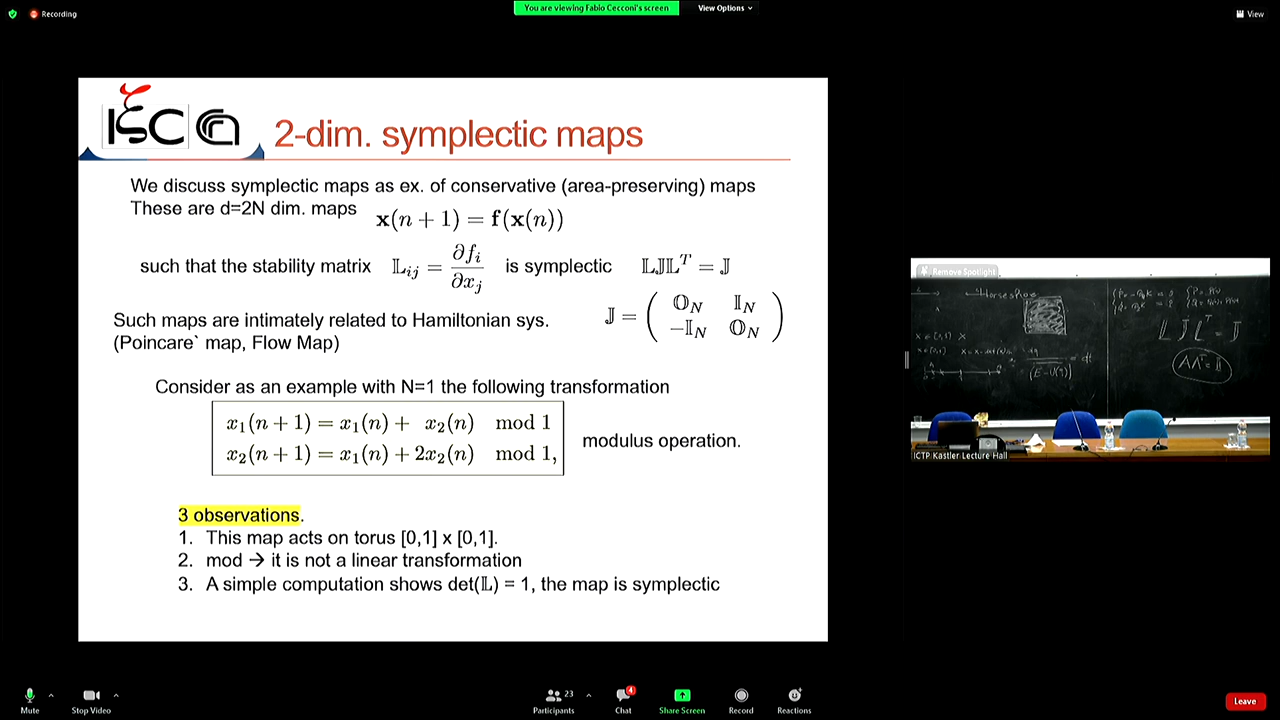 Recording
You are viewing Fabio Cecconi's screen
View Options
View
ISC CNR
2-dim. symplectic maps
We discuss symplectic maps as ex. of conservative (area-preserving) maps
These are d=2N dim. maps x(n + 1) = f(x(n))
such that the stability matrix 𝕃ij = ∂fi/∂xj is symplectic 𝕃𝕁𝕃^T = 𝕁
Such maps are intimately related to Hamiltonian sys.
(Poincare` map, Flow Map)
𝕁 = ( 𝕆N 𝕀N
−𝕀N 𝕆N )
Consider as an example with N=1 the following transformation
x1(n + 1) = x1(n) + x2(n) mod 1
x2(n + 1) = x1(n) + 2x2(n) mod 1,
modulus operation.
3 observations.
1. This map acts on torus [0,1] x [0,1].
2. mod → it is not a linear transformation
3. A simple computation shows det(𝕃) = 1, the map is symplectic
Remove Spotlight
Horseshoe
𝕃 J 𝕃^T = J
ICTP Kastler Lecture Hall
Mute
Stop Video
Participants
23
Chat
4
Share Screen
Record
Reactions
Leave